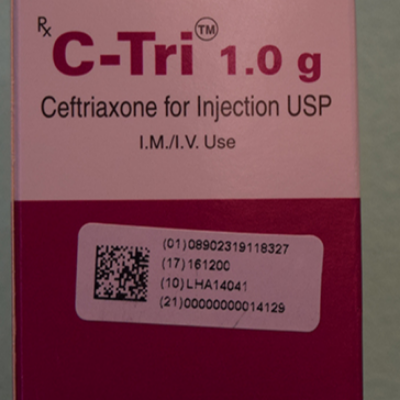 Rx
C-Tri™ 1.0 g
Ceftriaxone for Injection USP
I.M./I.V. Use
(01)08902319118327
(17)161200
(10)LHA14041
(21)00000000014129